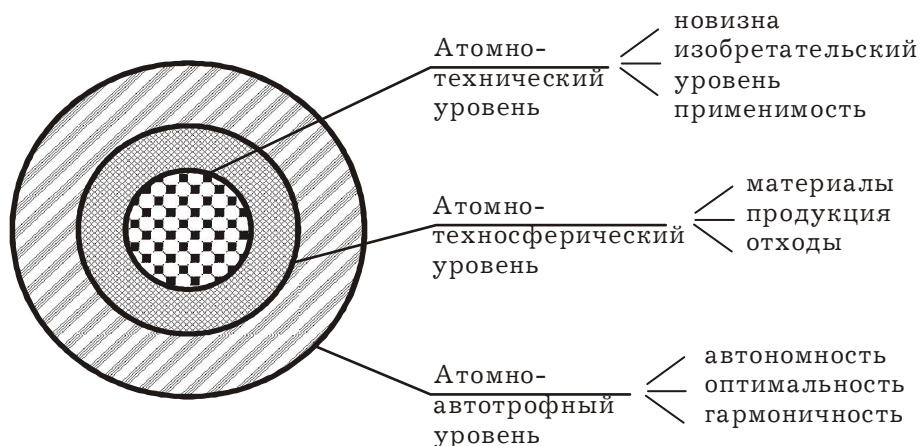 Атомно-
технический
уровень
новизна
изобретательский
уровень
применимость
Атомно-
техносферический
уровень
материалы
продукция
отходы
Атомно-
автотрофный
уровень
автономность
оптимальность
гармоничность